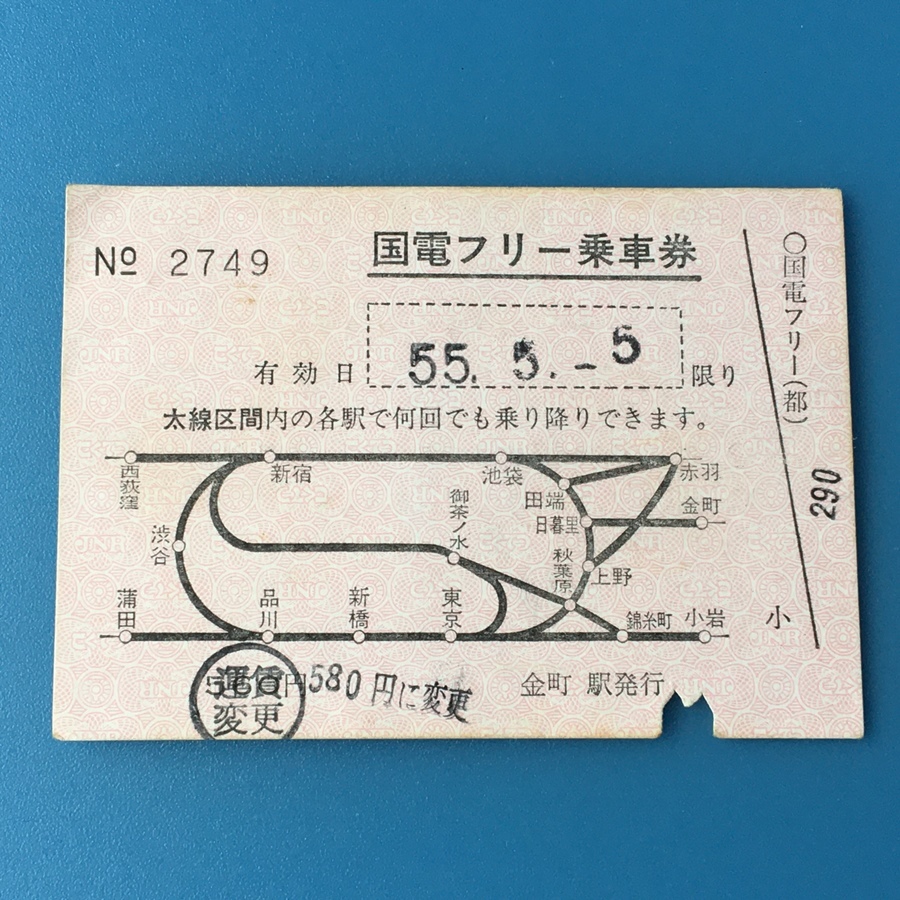 № 2749
国電フリー乗車券
有効日 55. 5. -5 限り
太線区間内の各駅で何回でも乗り降りできます。
西荻窪
新宿
池袋
赤羽
田端
御茶ノ水
日暮里
金町
渋谷
秋葉原
上野
蒲田
品川
新橋
東京
錦糸町
小岩
円
運賃変更
580円に変更
金町 駅発行
○国電フリー(都)
290
小